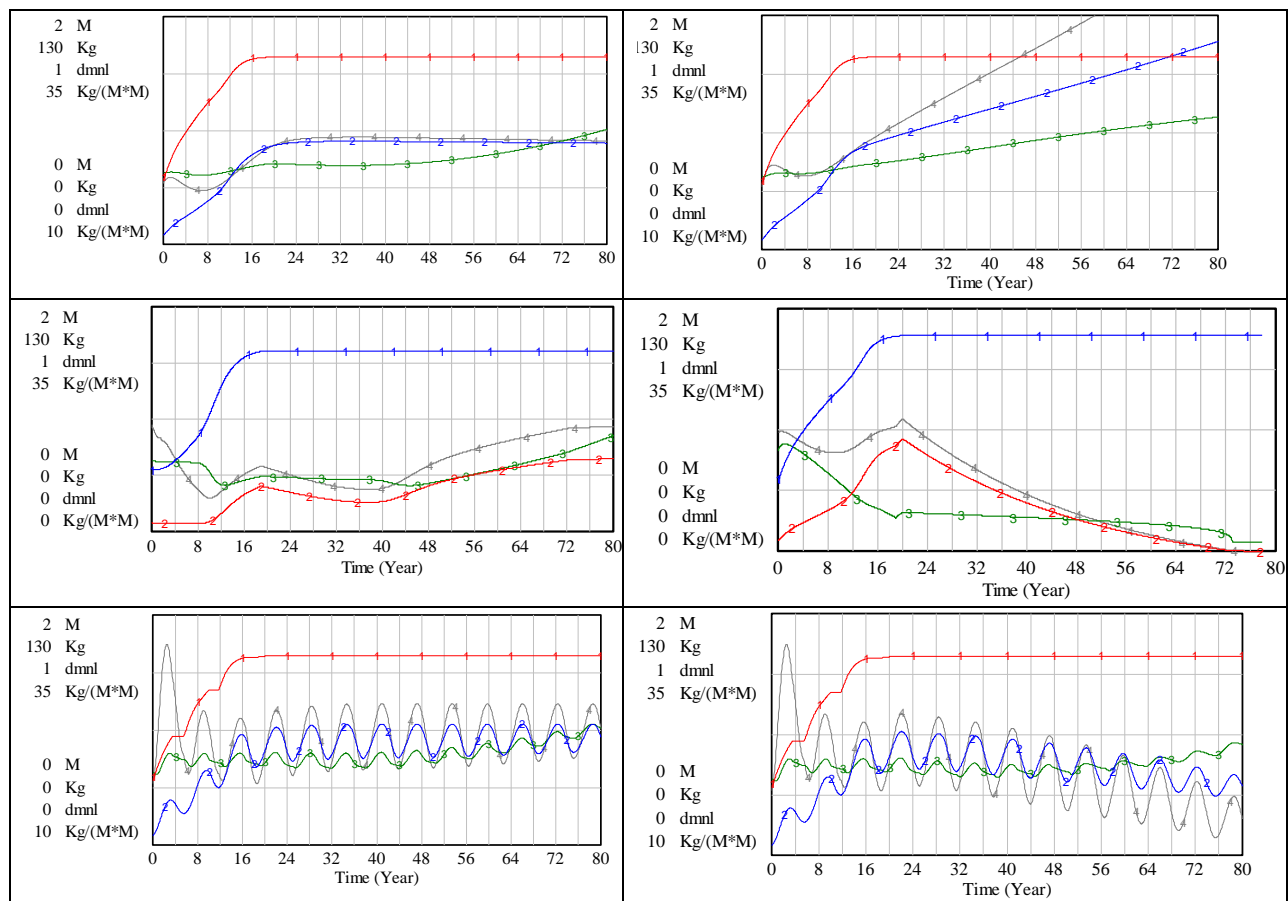 2 M
130 Kg
1 dmnl
35 Kg/(M*M)
0 M
0 Kg
0 dmnl
10 Kg/(M*M)
0 8 16 24 32 40 48 56 64 72 80
2 M
130 Kg
1 dmnl
35 Kg/(M*M)
0 M
0 Kg
0 dmnl
10 Kg/(M*M)
0 8 16 24 32 40 48 56 64 72 80
Time (Year)
2 M
130 Kg
1 dmnl
35 Kg/(M*M)
0 M
0 Kg
0 dmnl
0 Kg/(M*M)
0 8 16 24 32 40 48 56 64 72 80
Time (Year)
2 M
130 Kg
1 dmnl
35 Kg/(M*M)
0 M
0 Kg
0 dmnl
0 Kg/(M*M)
0 8 16 24 32 40 48 56 64 72 80
Time (Year)
2 M
130 Kg
1 dmnl
35 Kg/(M*M)
0 M
0 Kg
0 dmnl
10 Kg/(M*M)
0 8 16 24 32 40 48 56 64 72 80
Time (Year)
2 M
130 Kg
1 dmnl
35 Kg/(M*M)
0 M
0 Kg
0 dmnl
10 Kg/(M*M)
0 8 16 24 32 40 48 56 64 72 80
Time (Year)